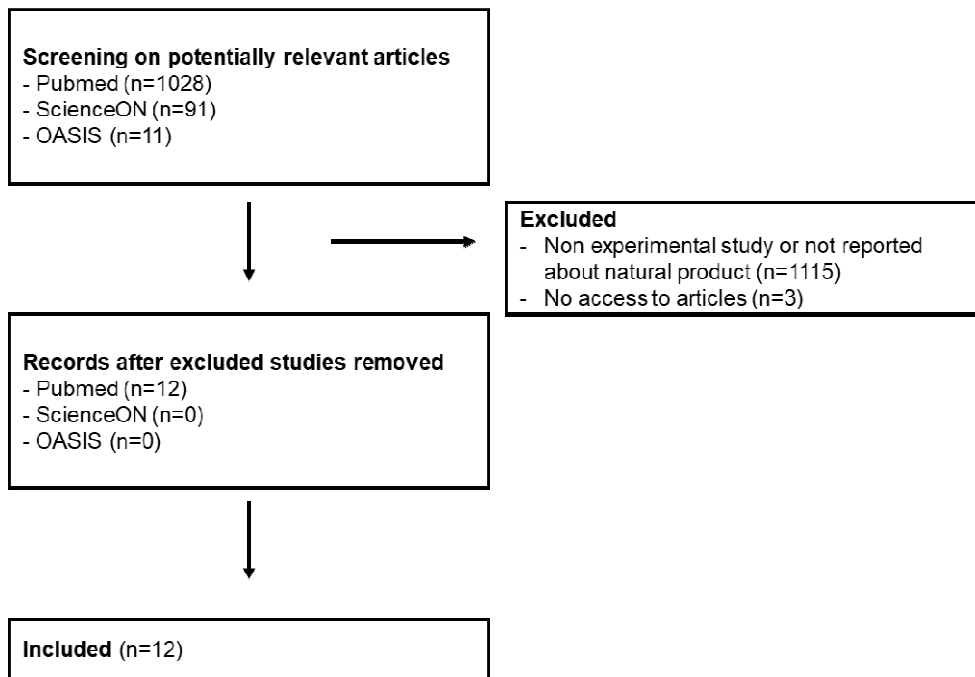 Screening on potentially relevant articles
- Pubmed (n=1028)
- ScienceON (n=91)
- OASIS (n=11)
Excluded
- Non experimental study or not reported
about natural product (n=1115)
- No access to articles (n=3)
Records after excluded studies removed
- Pubmed (n=12)
- ScienceON (n=0)
- OASIS (n=0)
Included (n=12)